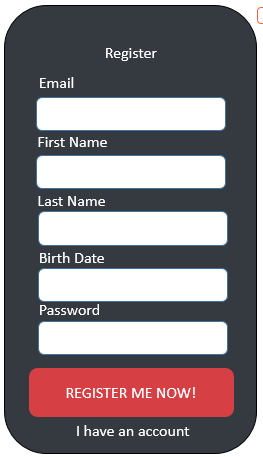 Register
Email
First Name
Last Name
Birth Date
Password
REGISTER ME NOW!
I have an account